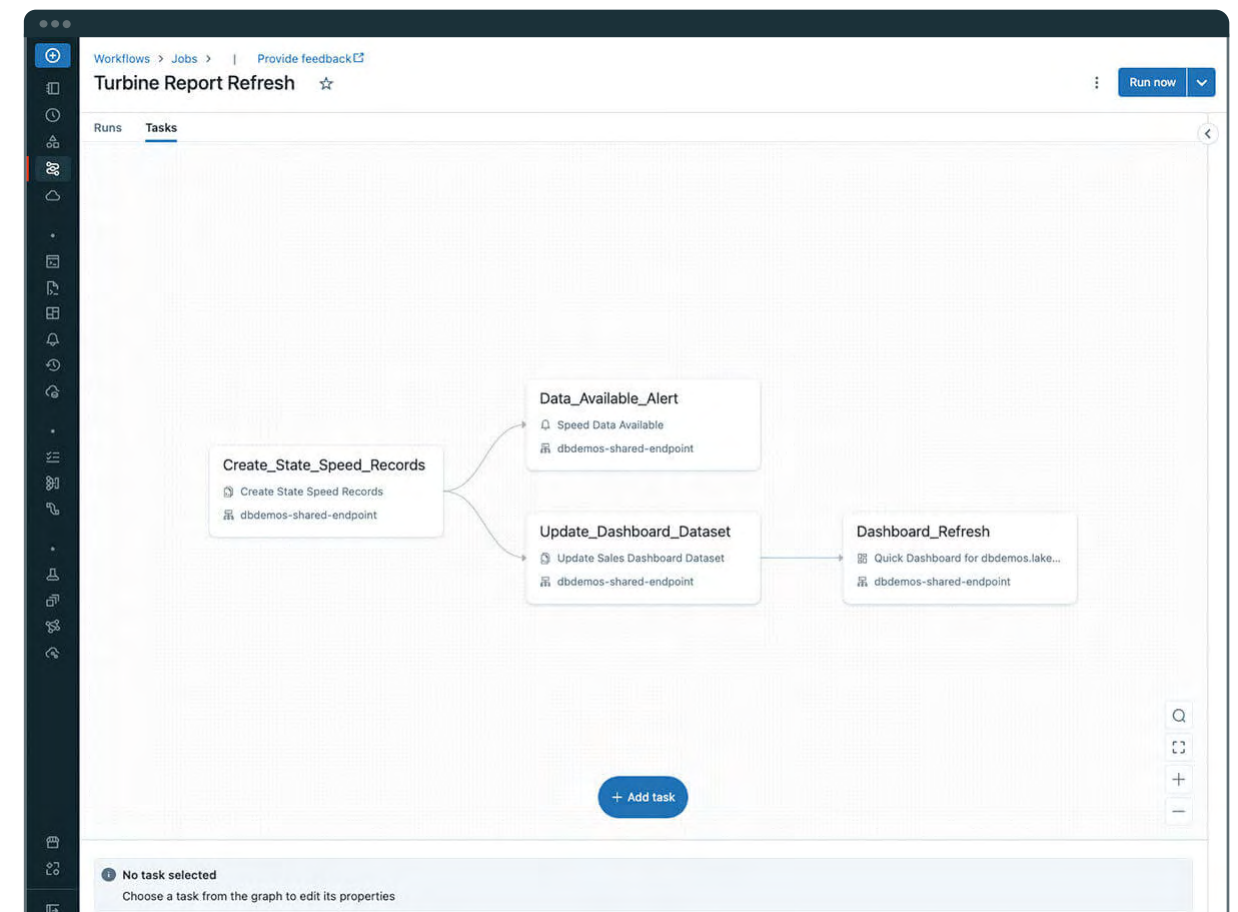 Workflows > Jobs > | Provide feedback
Turbine Report Refresh
Run now
Runs Tasks
Data_Available_Alert
Speed Data Available
dbdemos-shared-endpoint
Create_State_Speed_Records
Create State Speed Records
dbdemos-shared-endpoint
Update_Dashboard_Dataset
Update Sales Dashboard Dataset
dbdemos-shared-endpoint
Dashboard_Refresh
Quick Dashboard for dbdemos.lake...
dbdemos-shared-endpoint
+ Add task
No task selected
Choose a task from the graph to edit its properties